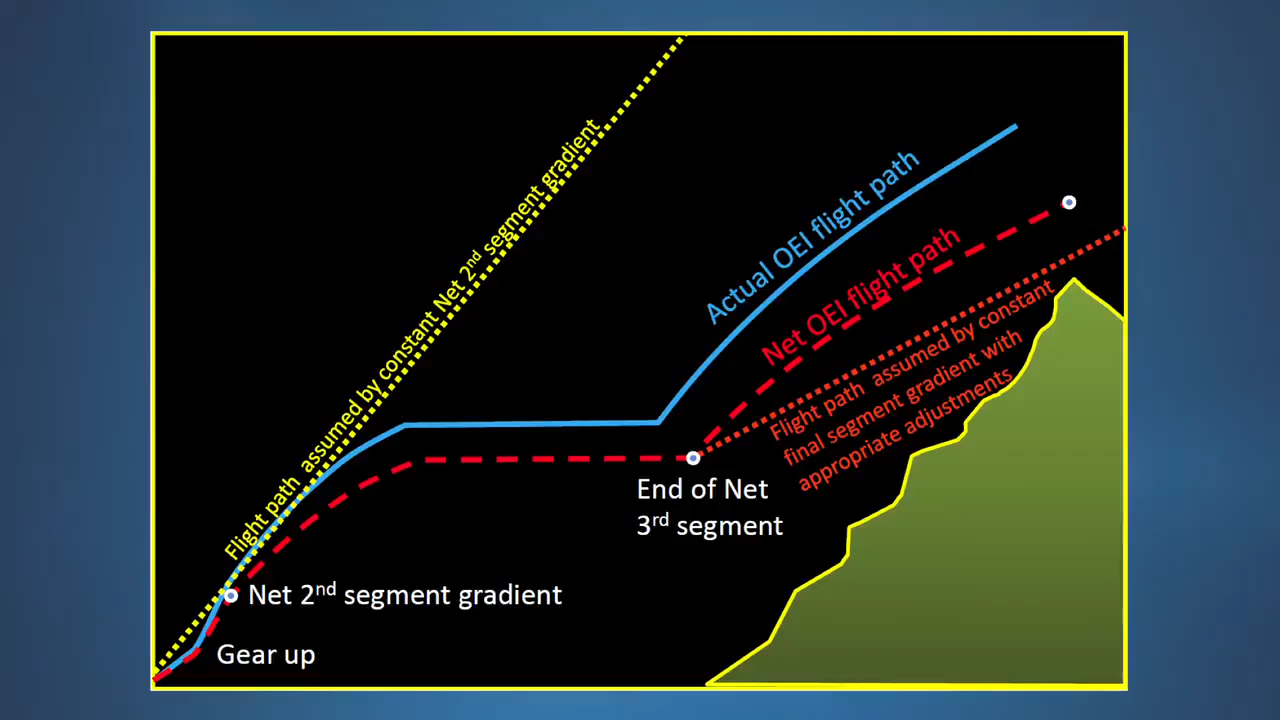 Flight path assumed by constant Net 2nd segment gradient
Actual OEI flight path
Net OEI flight path
Flight path assumed by constant
final segment gradient with
appropriate adjustments
End of Net
3rd segment
Net 2nd segment gradient
Gear up